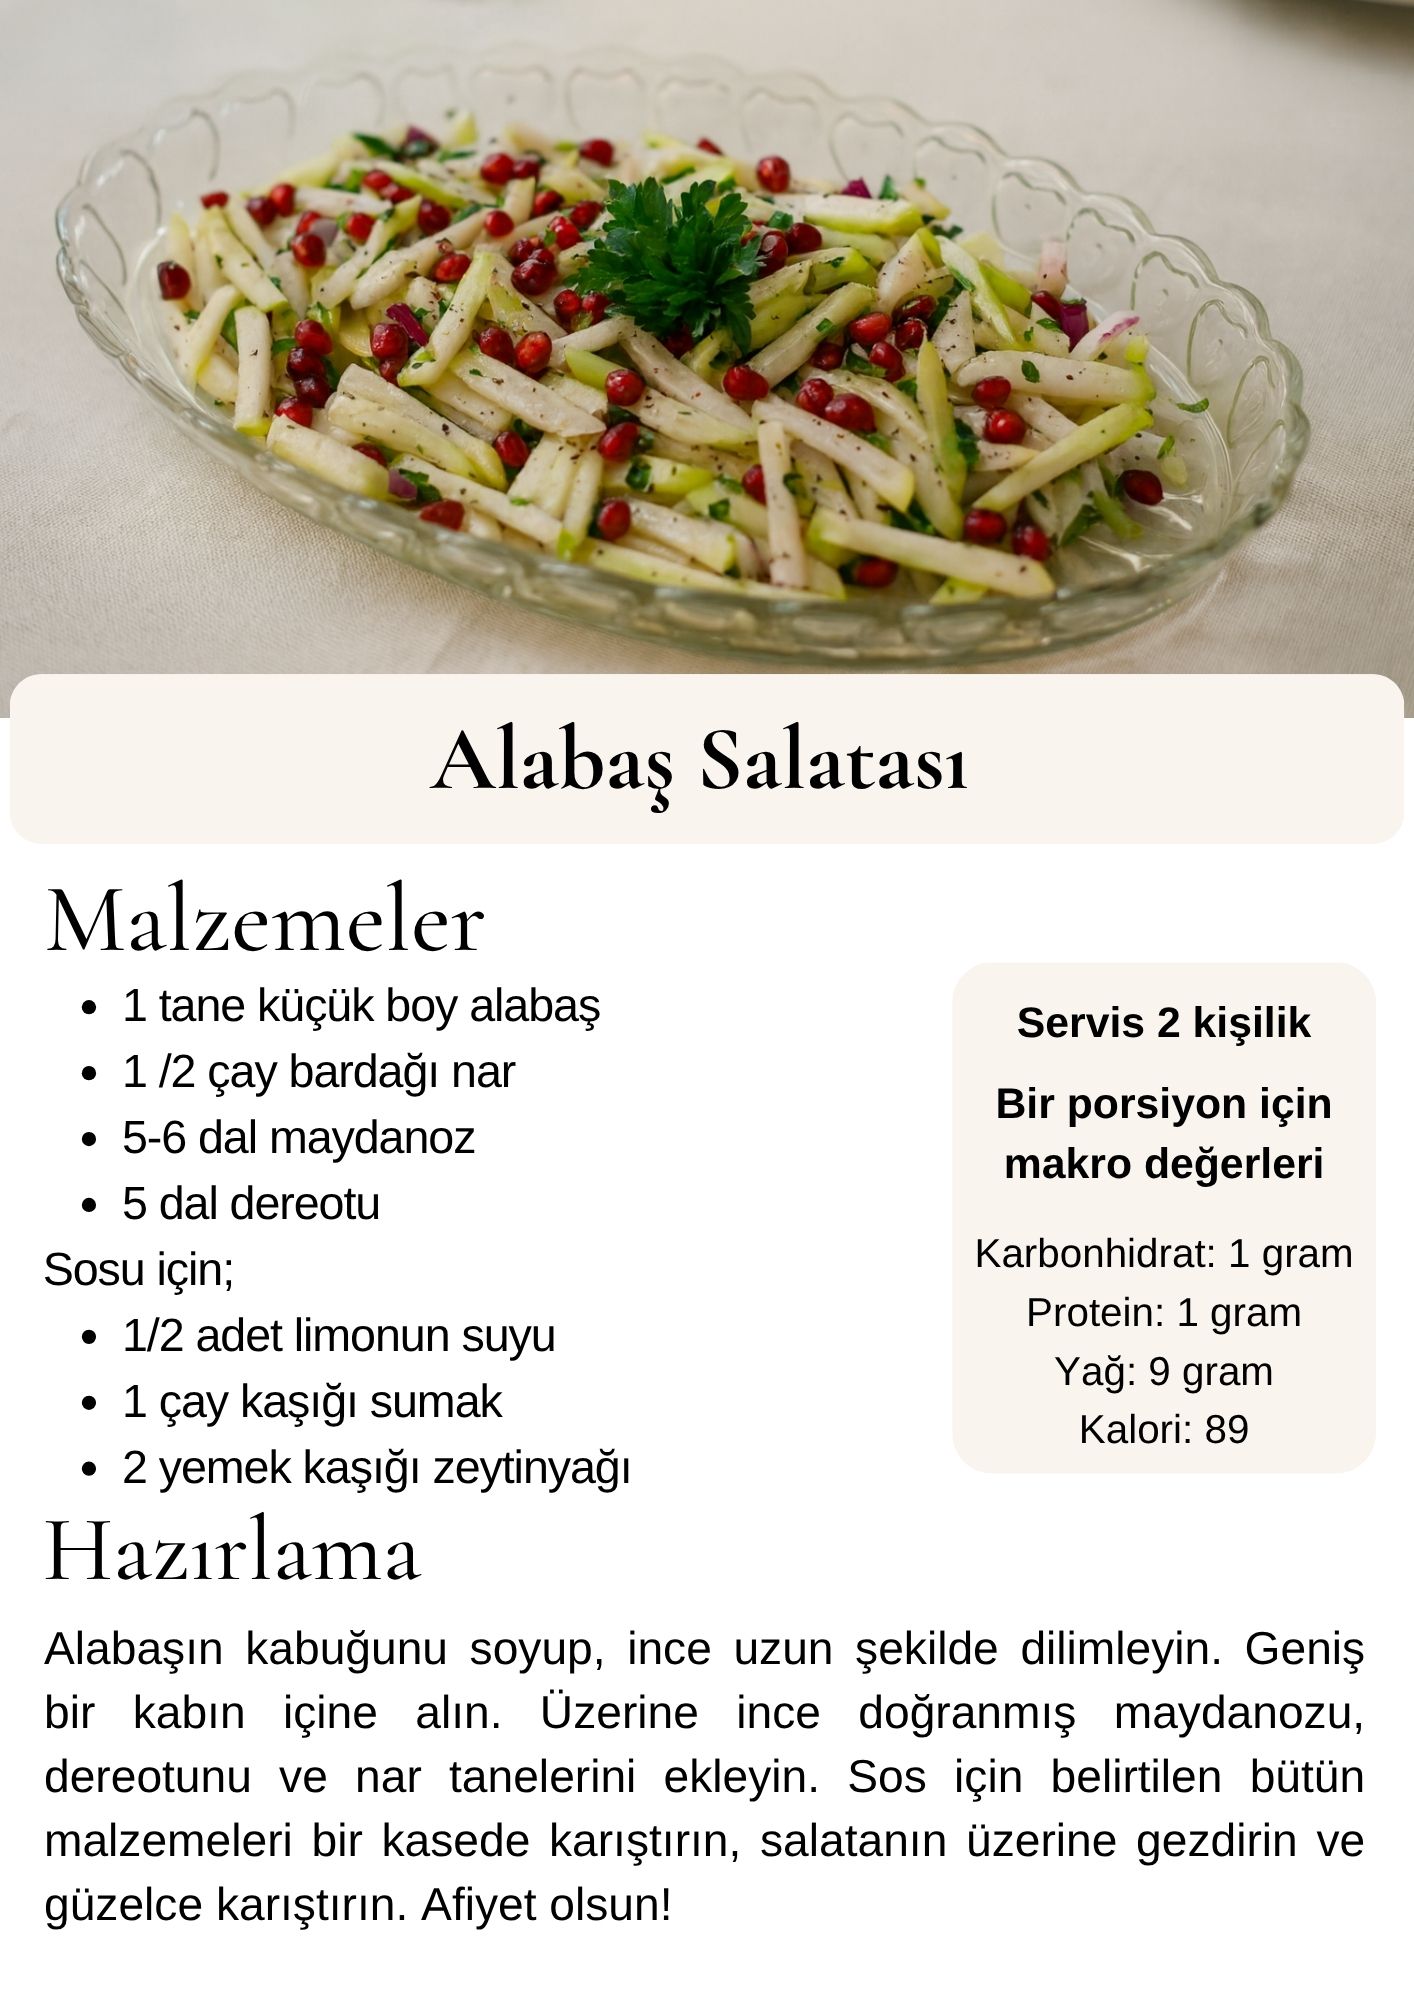 Alabaş Salatası
Malzemeler
• 1 tane küçük boy alabaş
• 1 /2 çay bardağı nar
• 5-6 dal maydanoz
• 5 dal dereotu
Sosu için;
• 1/2 adet limonun suyu
• 1 çay kaşığı sumak
• 2 yemek kaşığı zeytinyağı
Servis 2 kişilik
Bir porsiyon için
makro değerleri
Karbonhidrat: 1 gram
Protein: 1 gram
Yağ: 9 gram
Kalori: 89
Hazırlama
Alabaşın kabuğunu soyup, ince uzun şekilde dilimleyin. Geniş
bir kabın içine alın. Üzerine ince doğranmış maydanozu,
dereotunu ve nar tanelerini ekleyin. Sos için belirtilen bütün
malzemeleri bir kasede karıştırın, salatanın üzerine gezdirin ve
güzelce karıştırın. Afiyet olsun!